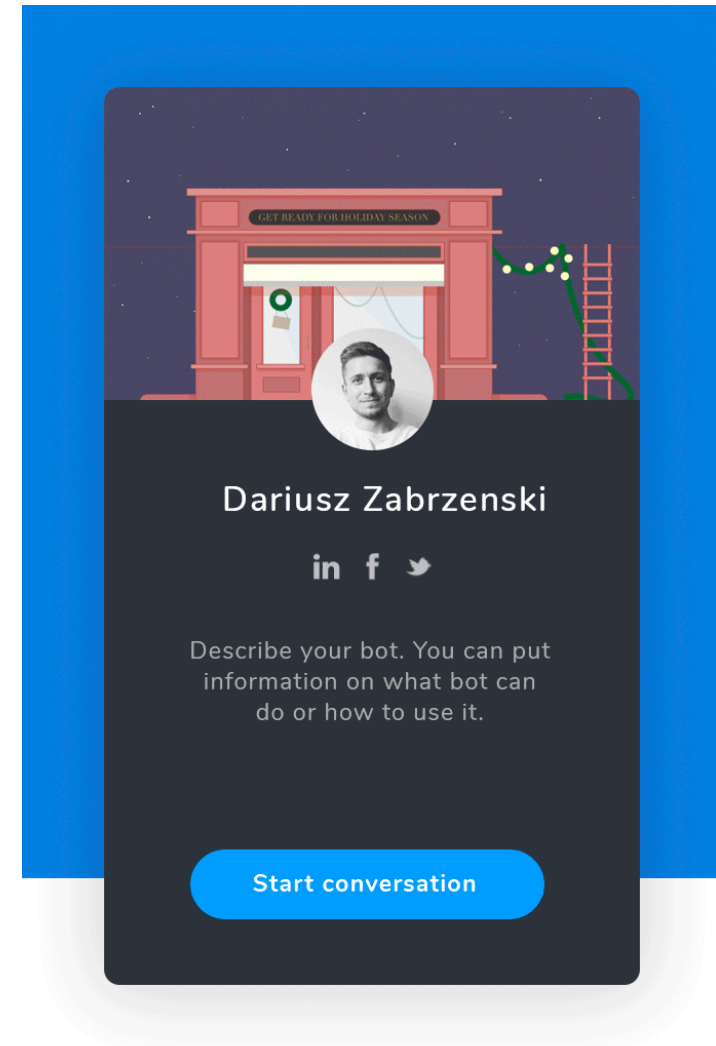 GET READY FOR HOLIDAY SEASON
Dariusz Zabrzenski
in f
Describe your bot. You can put
information on what bot can
do or how to use it.
Start conversation